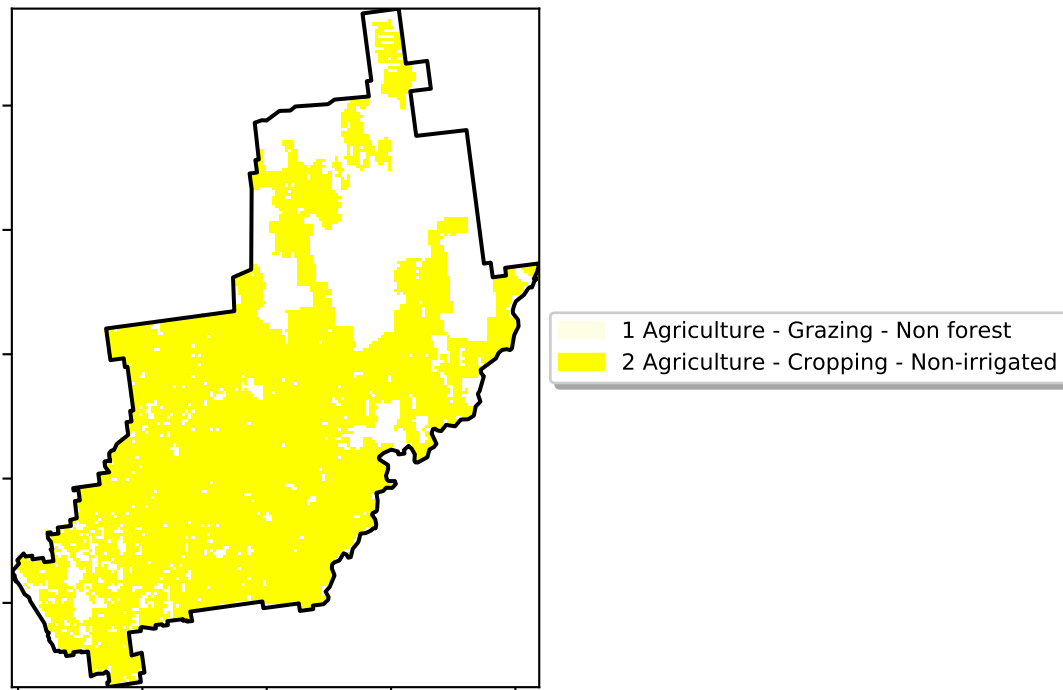 1 Agriculture - Grazing - Non forest
2 Agriculture - Cropping - Non-irrigated